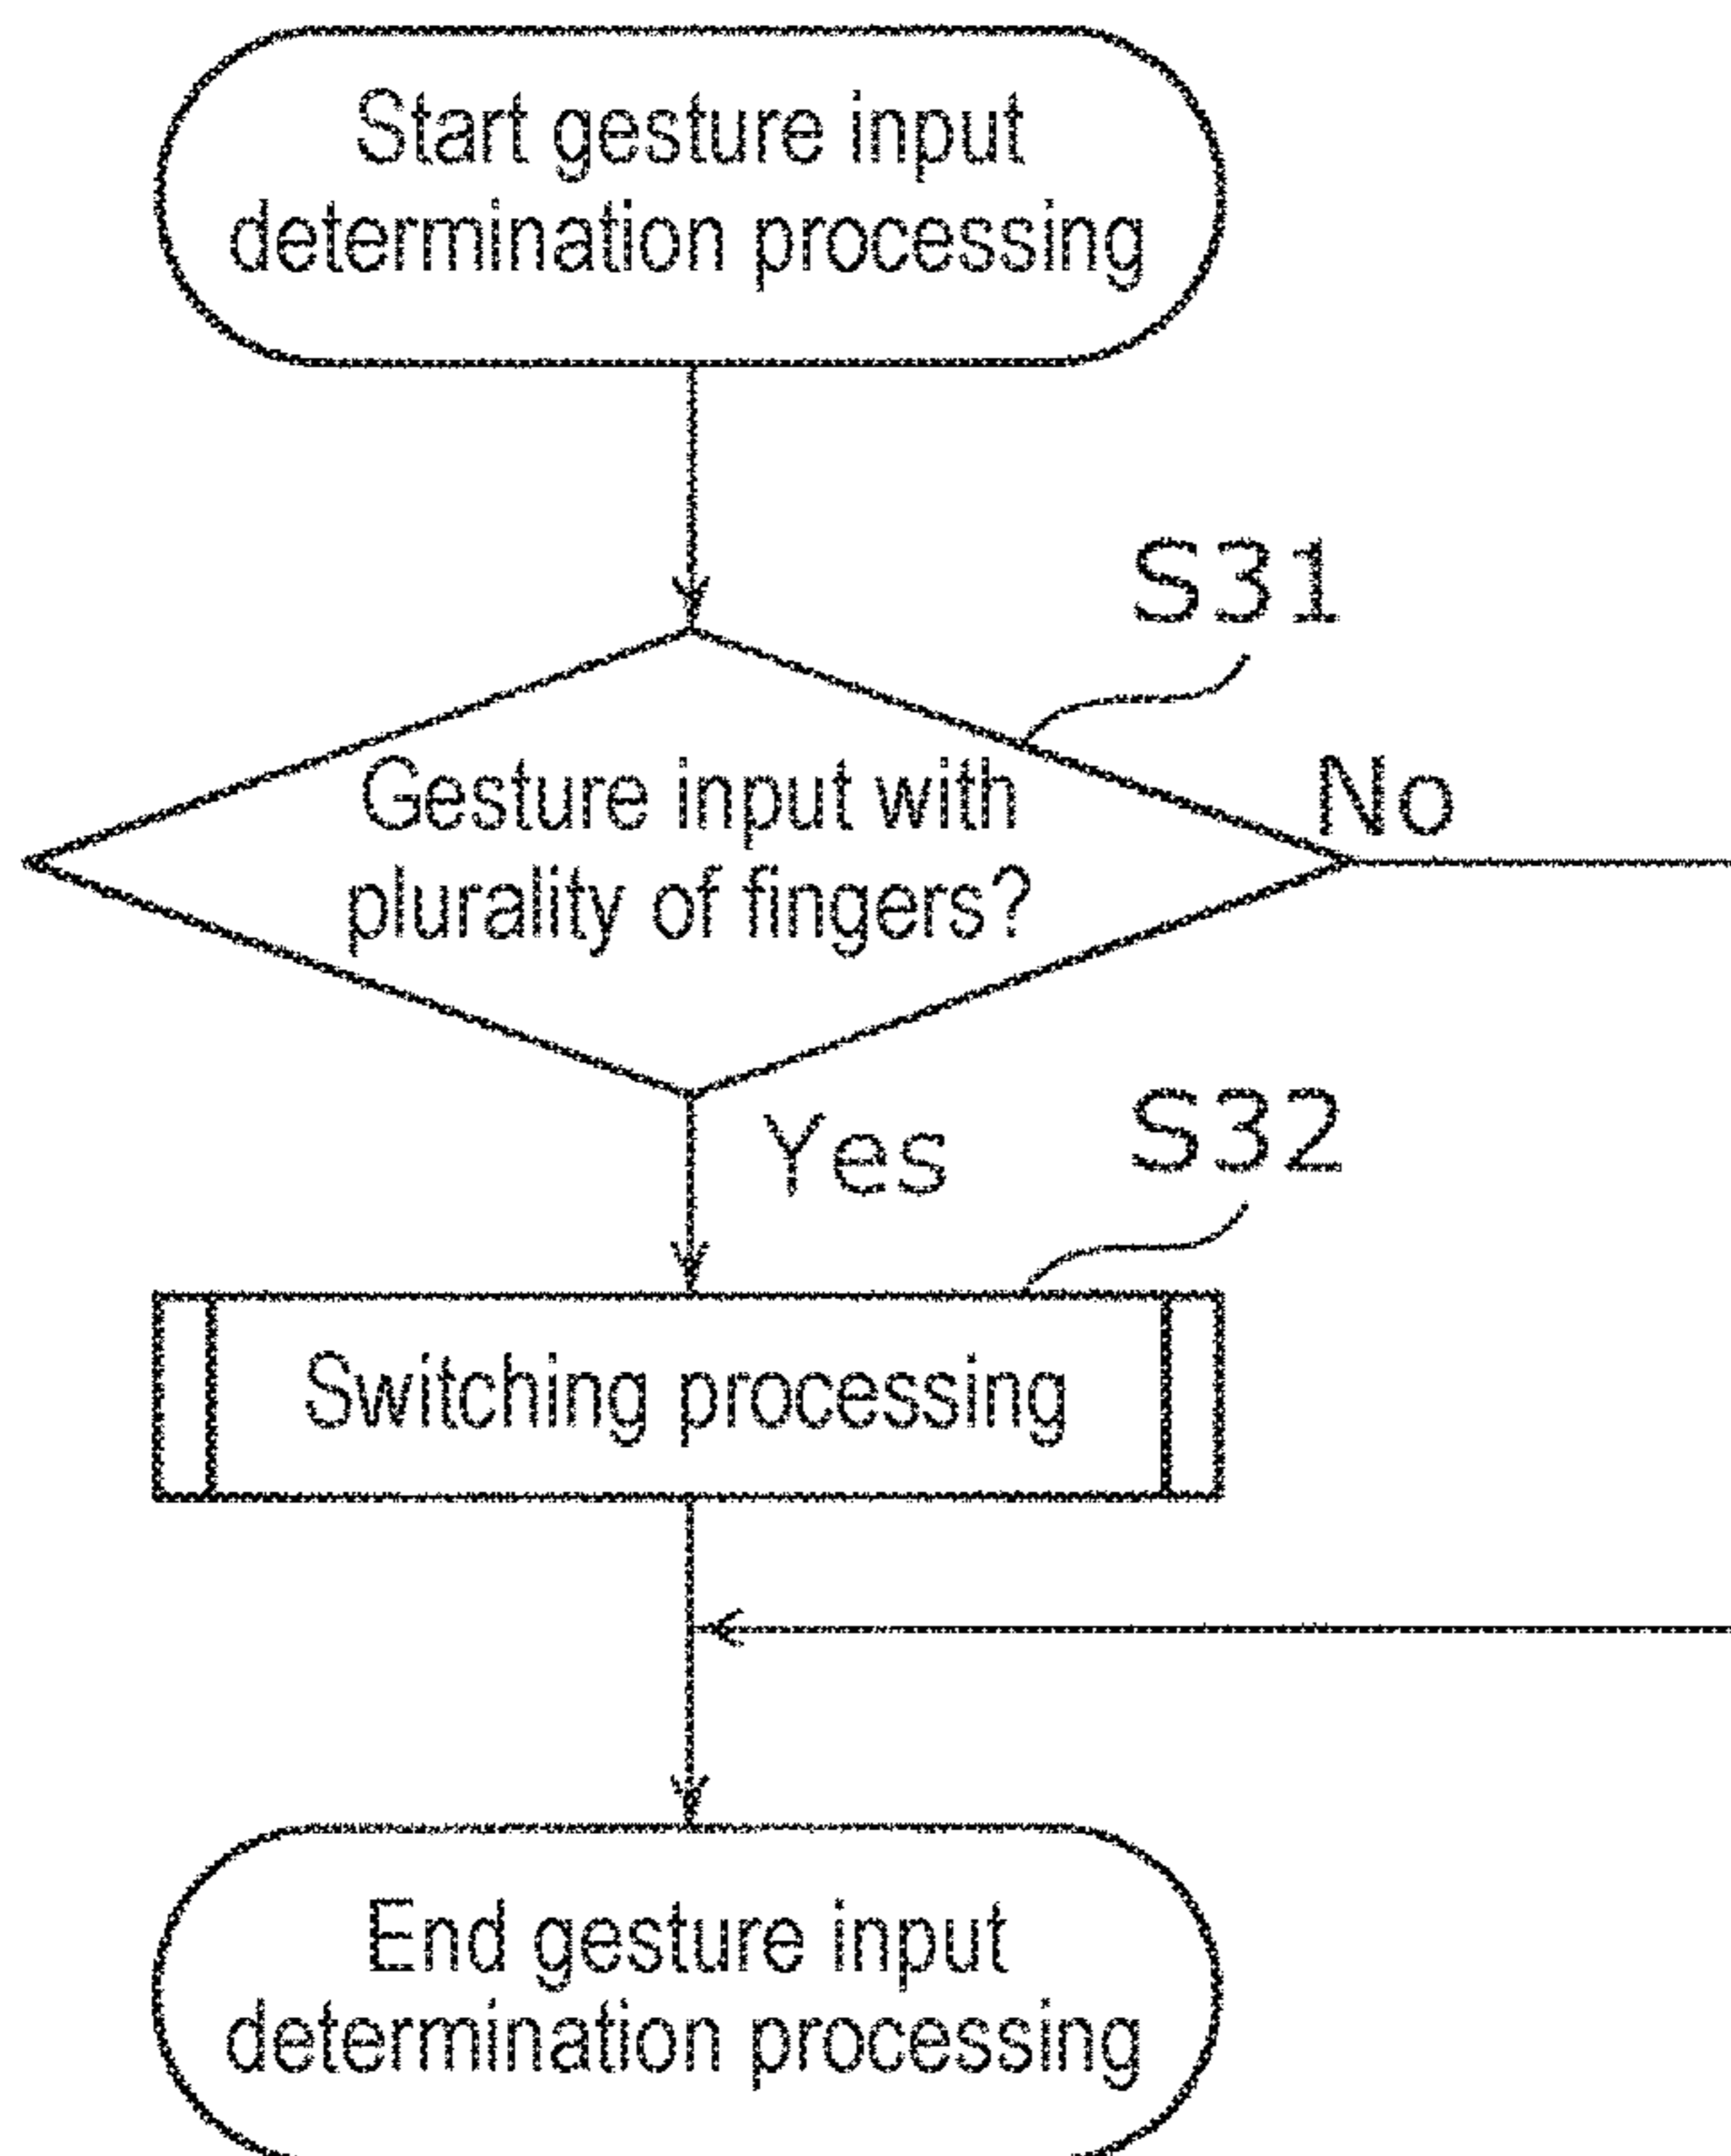 Start gesture input
determination processing
S31
Gesture input with
plurality of fingers?
No
Yes
S32
Switching processing
End gesture input
determination processing